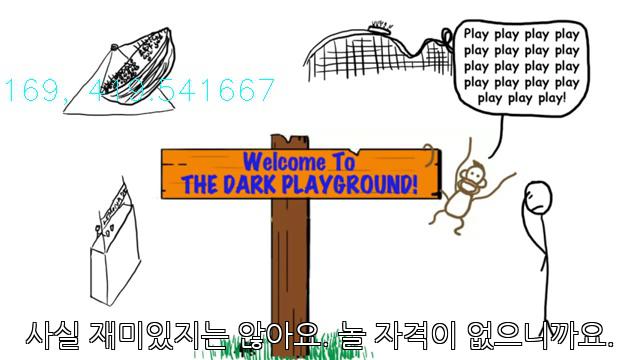 Play play play play
play play play play
play play play play
play play play play
play play play!
169, 419.541667
Welcome To
THE DARK PLAYGROUND!
사실 재미있지는 않아요. 놀 자격이 없으니까요.